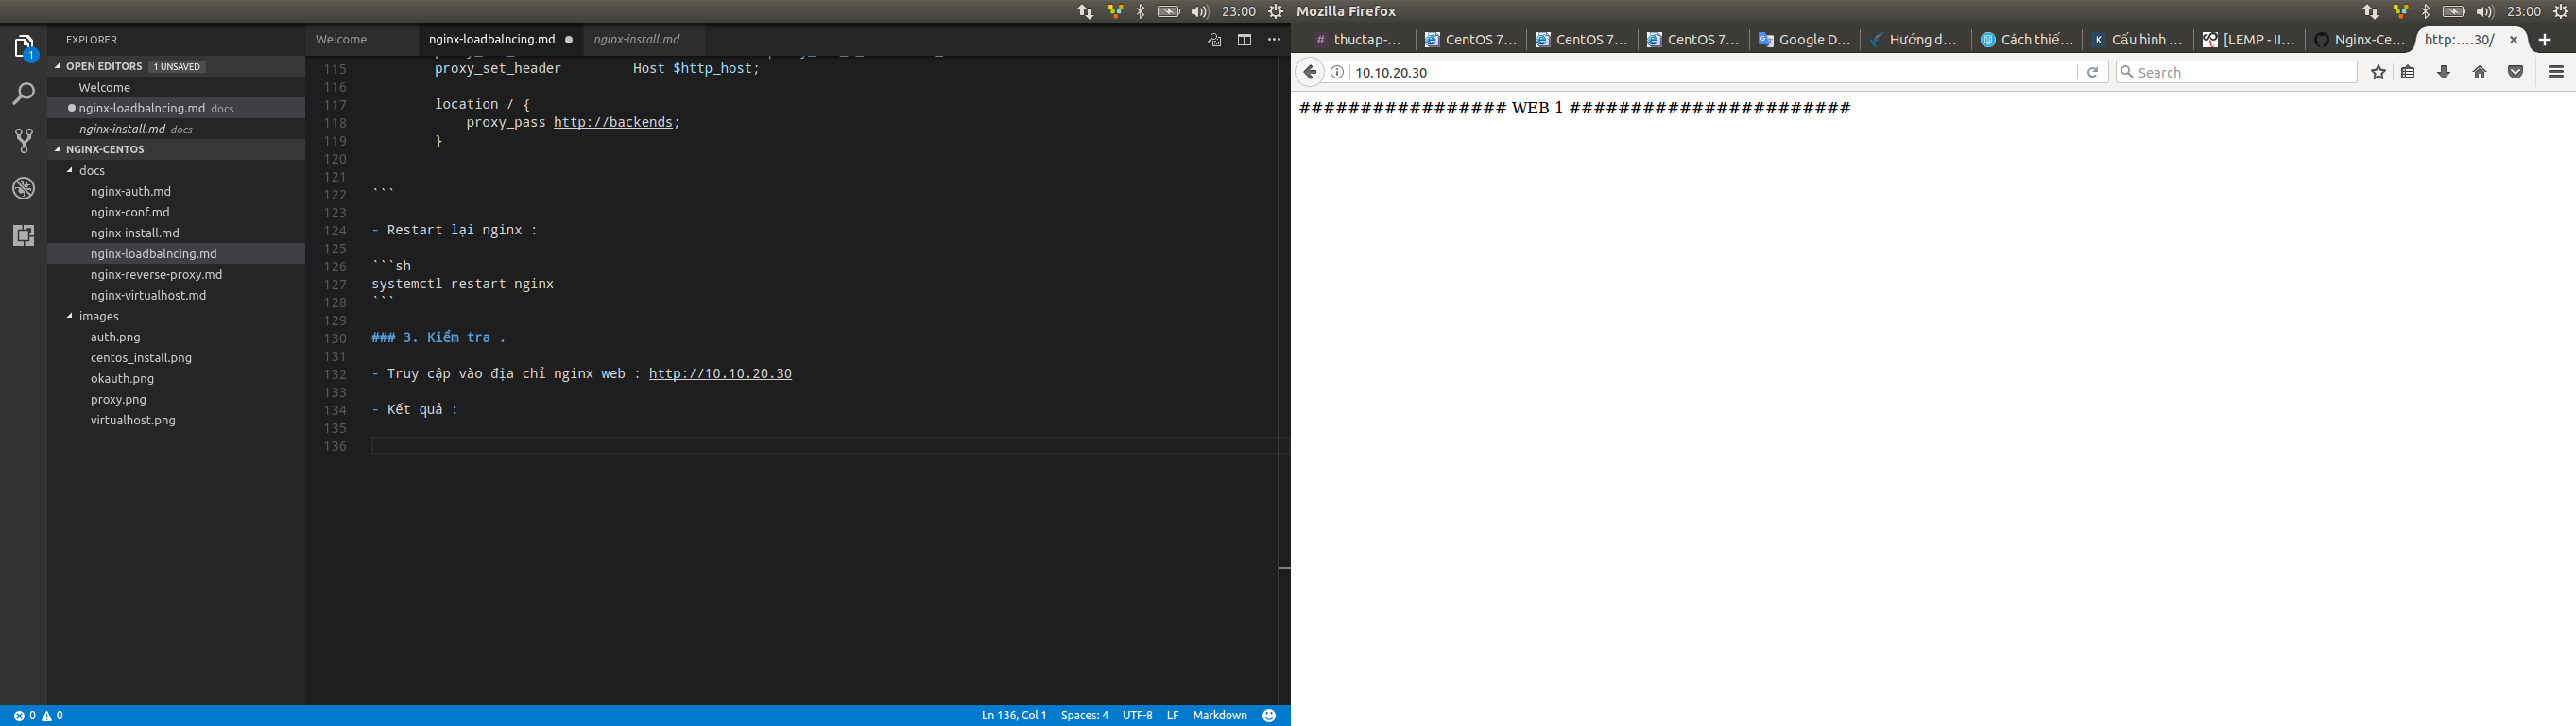 23:00
EXPLORER
OPEN EDITORS 1 UNSAVED
Welcome
nginx-loadbalncing.md docs
nginx-install.md docs
NGINX-CENTOS
docs
nginx-auth.md
nginx-conf.md
nginx-install.md
nginx-loadbalncing.md
nginx-reverse-proxy.md
nginx-virtualhost.md
images
auth.png
centos_install.png
okauth.png
proxy.png
virtualhost.png
Welcome nginx-loadbalncing.md nginx-install.md
115 proxy_set_header Host $http_host;
116
117 location / {
118 proxy_pass http://backends;
119 }
120
121
122 ```
123
124 - Restart lại nginx :
125
126 ```sh
127 systemctl restart nginx
128 ```
129
130 ### 3. Kiểm tra .
131
132 - Truy cập vào địa chỉ nginx web : http://10.10.20.30
133
134 - Kết quả :
135
136
0 0 Ln 136, Col 1 Spaces: 4 UTF-8 LF Markdown
Mozilla Firefox 23:00
thuctap-... CentOS 7... CentOS 7... CentOS 7... Google D... Hướng d... Cách thiế... Cấu hình ... [LEMP - II... Nginx-Ce... http:....30/
10.10.20.30 Search
################# WEB 1 #######################